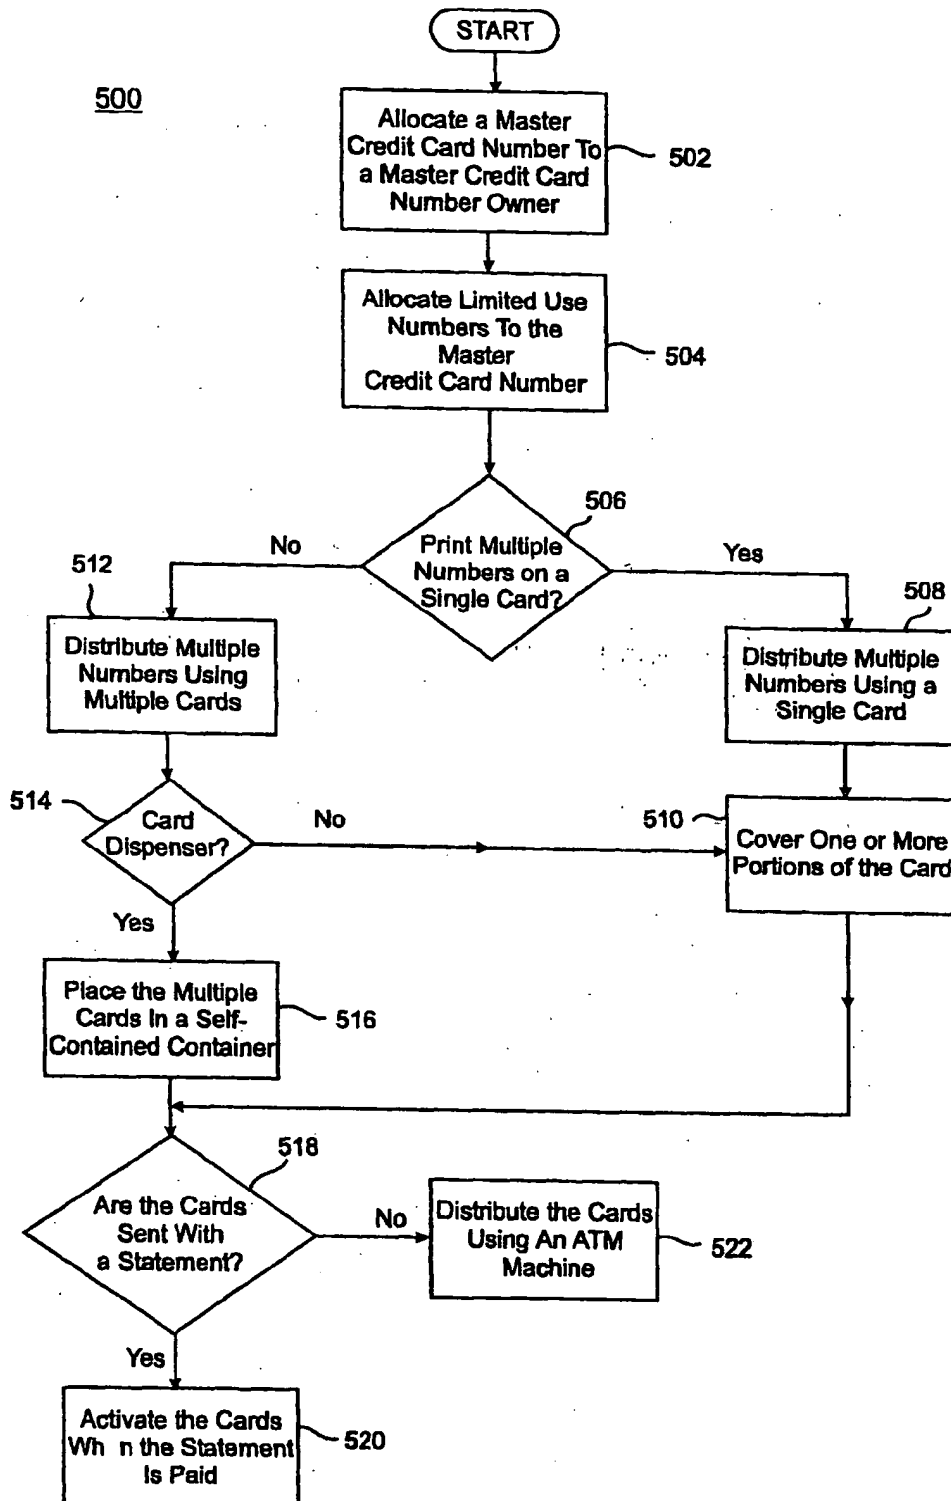 START
500
Allocate a Master
Credit Card Number To
a Master Credit Card
Number Owner
502
Allocate Limited Use
Numbers To the
Master
Credit Card Number
504
506
Print Multiple
Numbers on a
Single Card?
No
Yes
512
Distribute Multiple
Numbers Using
Multiple Cards
508
Distribute Multiple
Numbers Using a
Single Card
514
Card
Dispenser?
No
510
Cover One or More
Portions of the Card
Yes
Place the Multiple
Cards In a Self-
Contained Container
516
518
Are the Cards
Sent With
a Statement?
No
Distribute the Cards
Using An ATM
Machine
522
Yes
Activate the Cards
Wh n the Statement
Is Paid
520